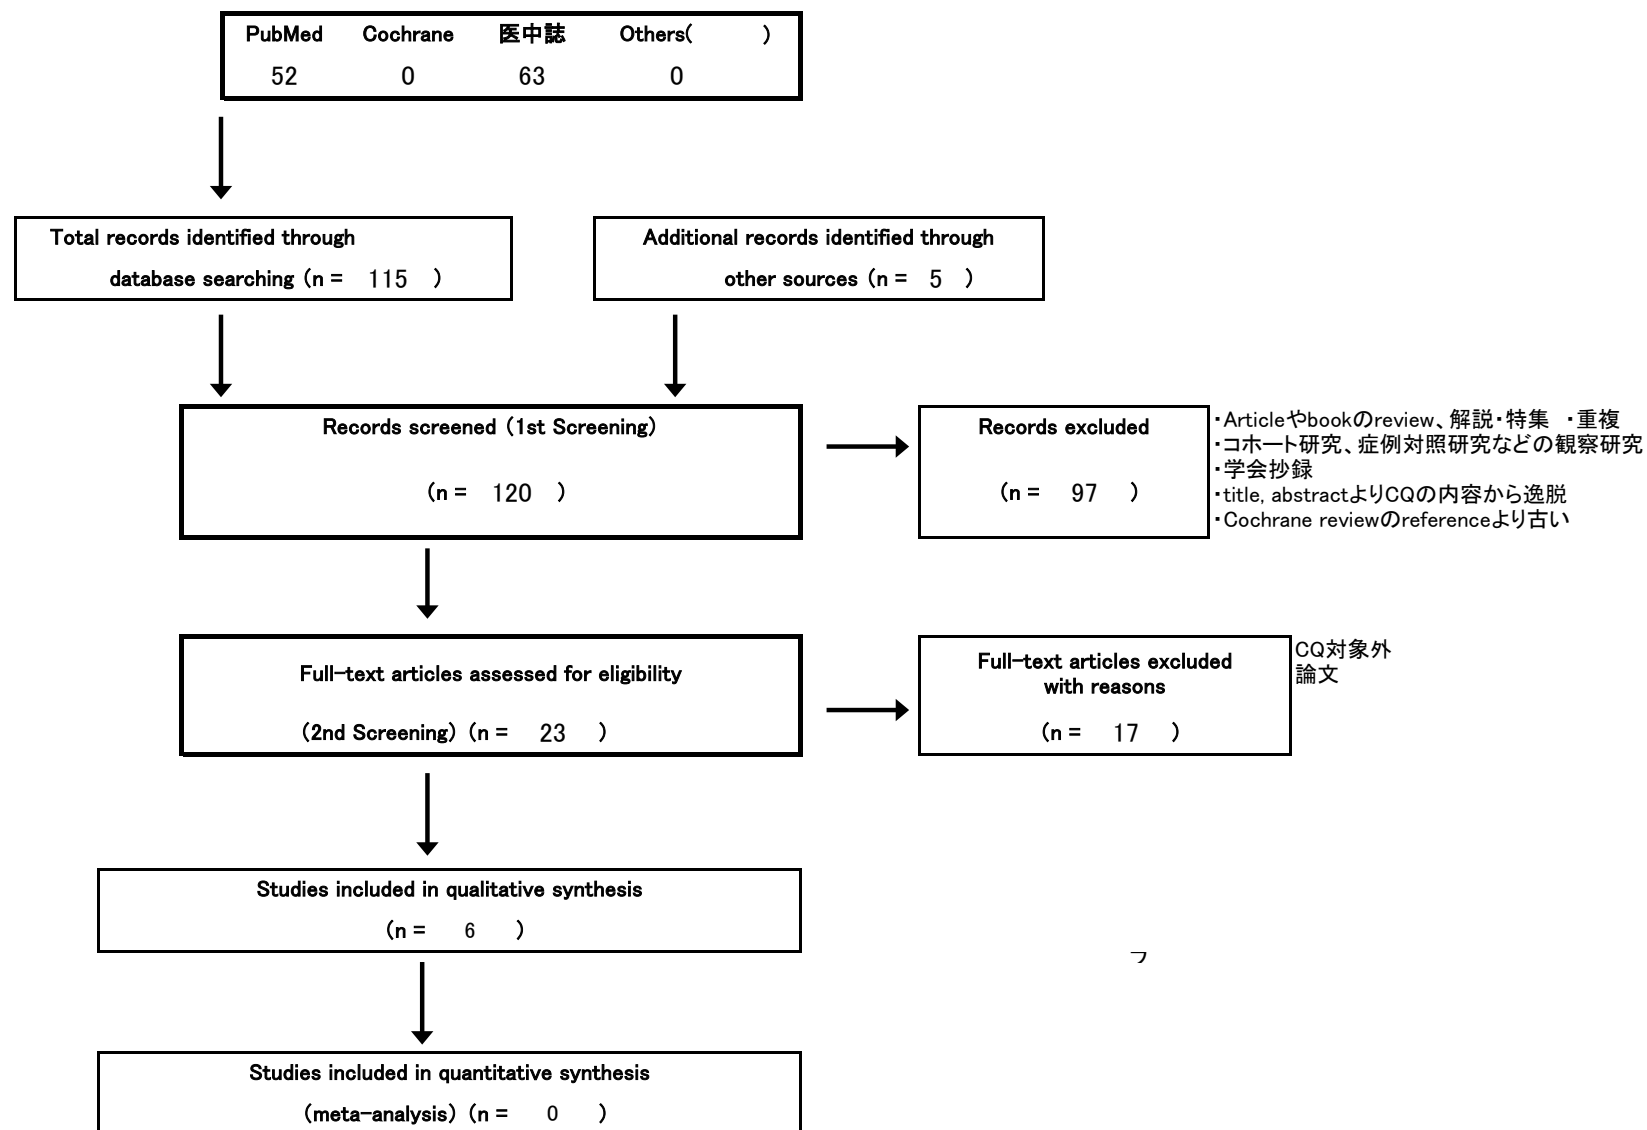 PubMed Cochrane 医中誌 Others( )
52 0 63 0
Total records identified through
database searching (n = 115 )
Additional records identified through
other sources (n = 5 )
Records screened (1st Screening)
(n = 120 )
Records excluded
(n = 97 )
・Articleやbookのreview、解説・特集 ・重複
・コホート研究、症例対照研究などの観察研究
・学会抄録
・title, abstractよりCQの内容から逸脱
・Cochrane reviewのreferenceより古い
Full-text articles assessed for eligibility
(2nd Screening) (n = 23 )
Full-text articles excluded
with reasons
(n = 17 )
CQ対象外
論文
Studies included in qualitative synthesis
(n = 6 )
Studies included in quantitative synthesis
(meta-analysis) (n = 0 )